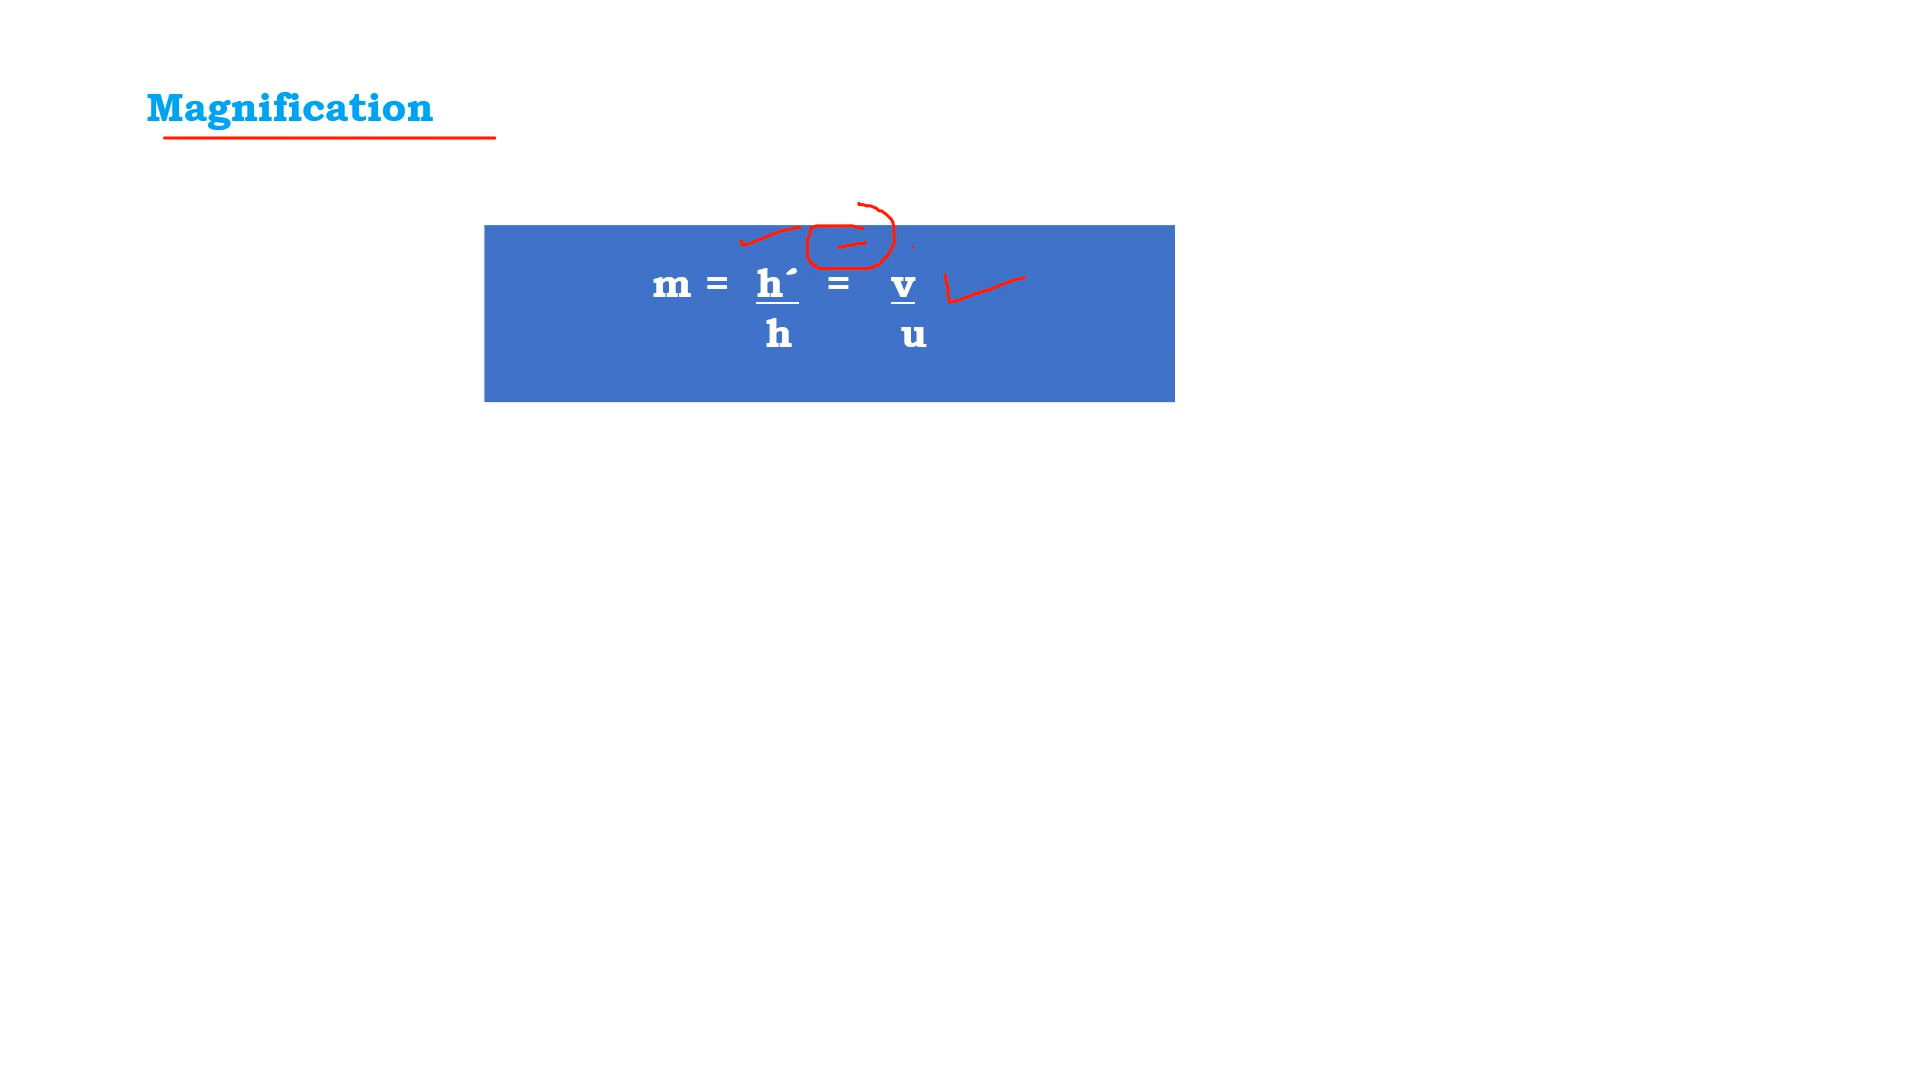 Magnification
m = h´ = v
h u